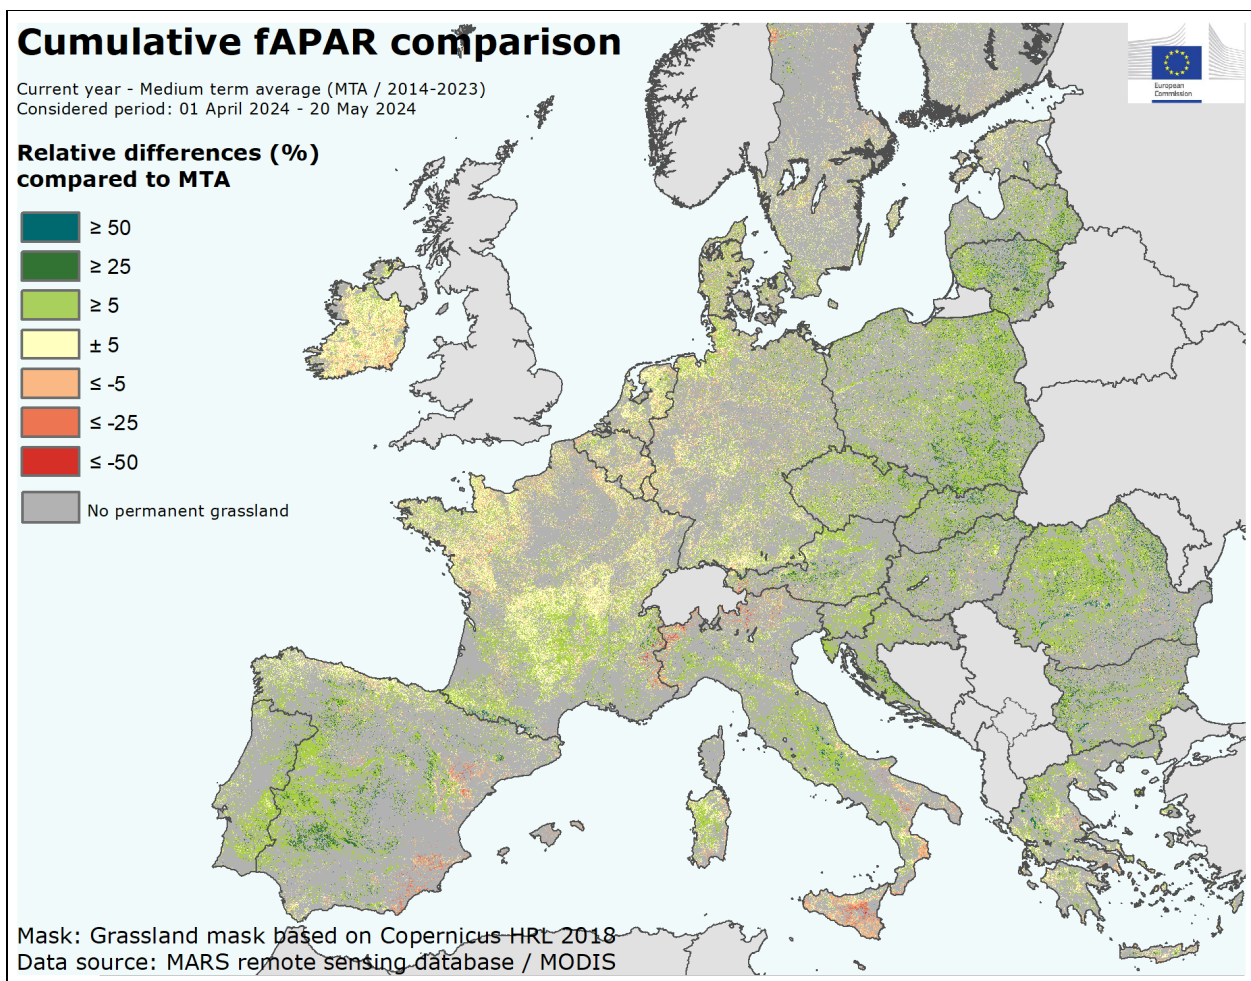 Cumulative fAPAR comparison
Current year - Medium term average (MTA / 2014-2023)
Considered period: 01 April 2024 - 20 May 2024
Relative differences (%)
compared to MTA
≥ 50
≥ 25
≥ 5
± 5
≤ -5
≤ -25
≤ -50
No permanent grassland
European
Commission
Mask: Grassland mask based on Copernicus HRL 2018
Data source: MARS remote sensing database / MODIS